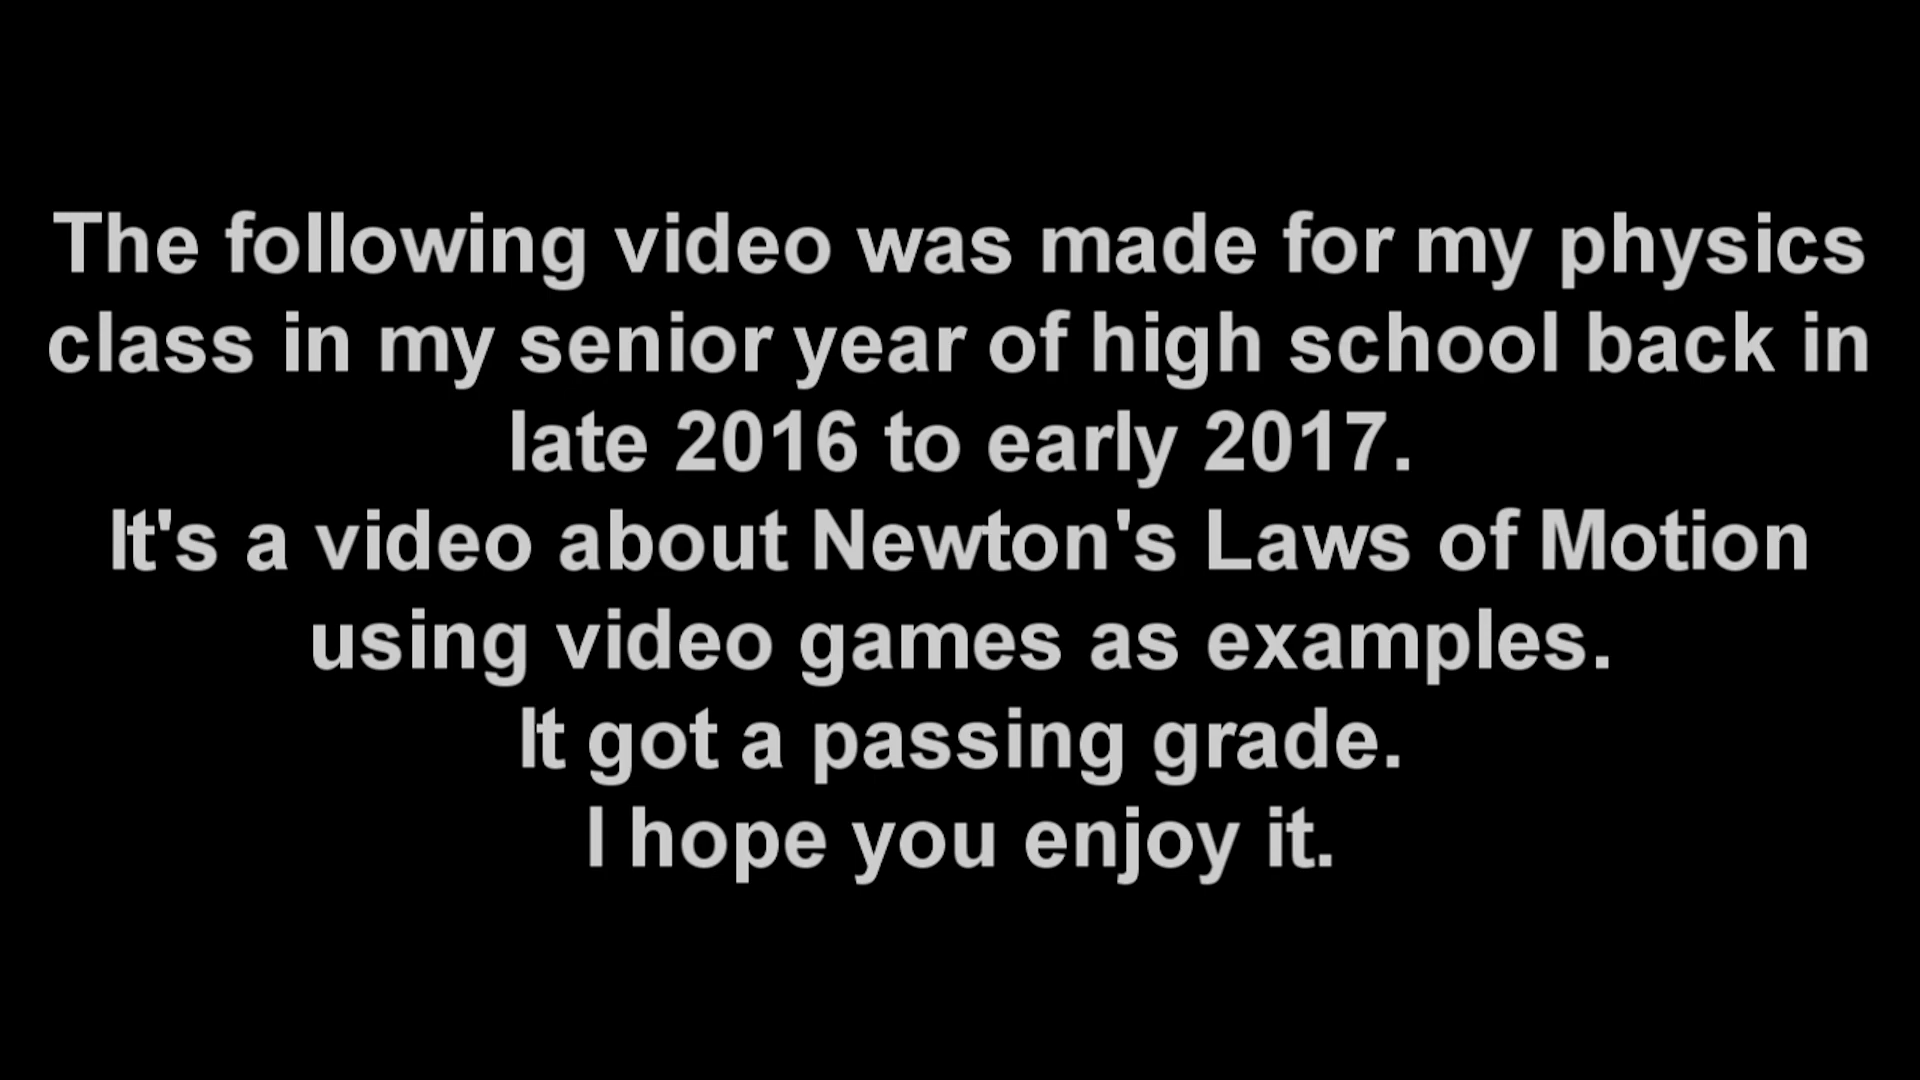 The following video was made for my physics
class in my senior year of high school back in
late 2016 to early 2017.
It's a video about Newton's Laws of Motion
using video games as examples.
It got a passing grade.
I hope you enjoy it.